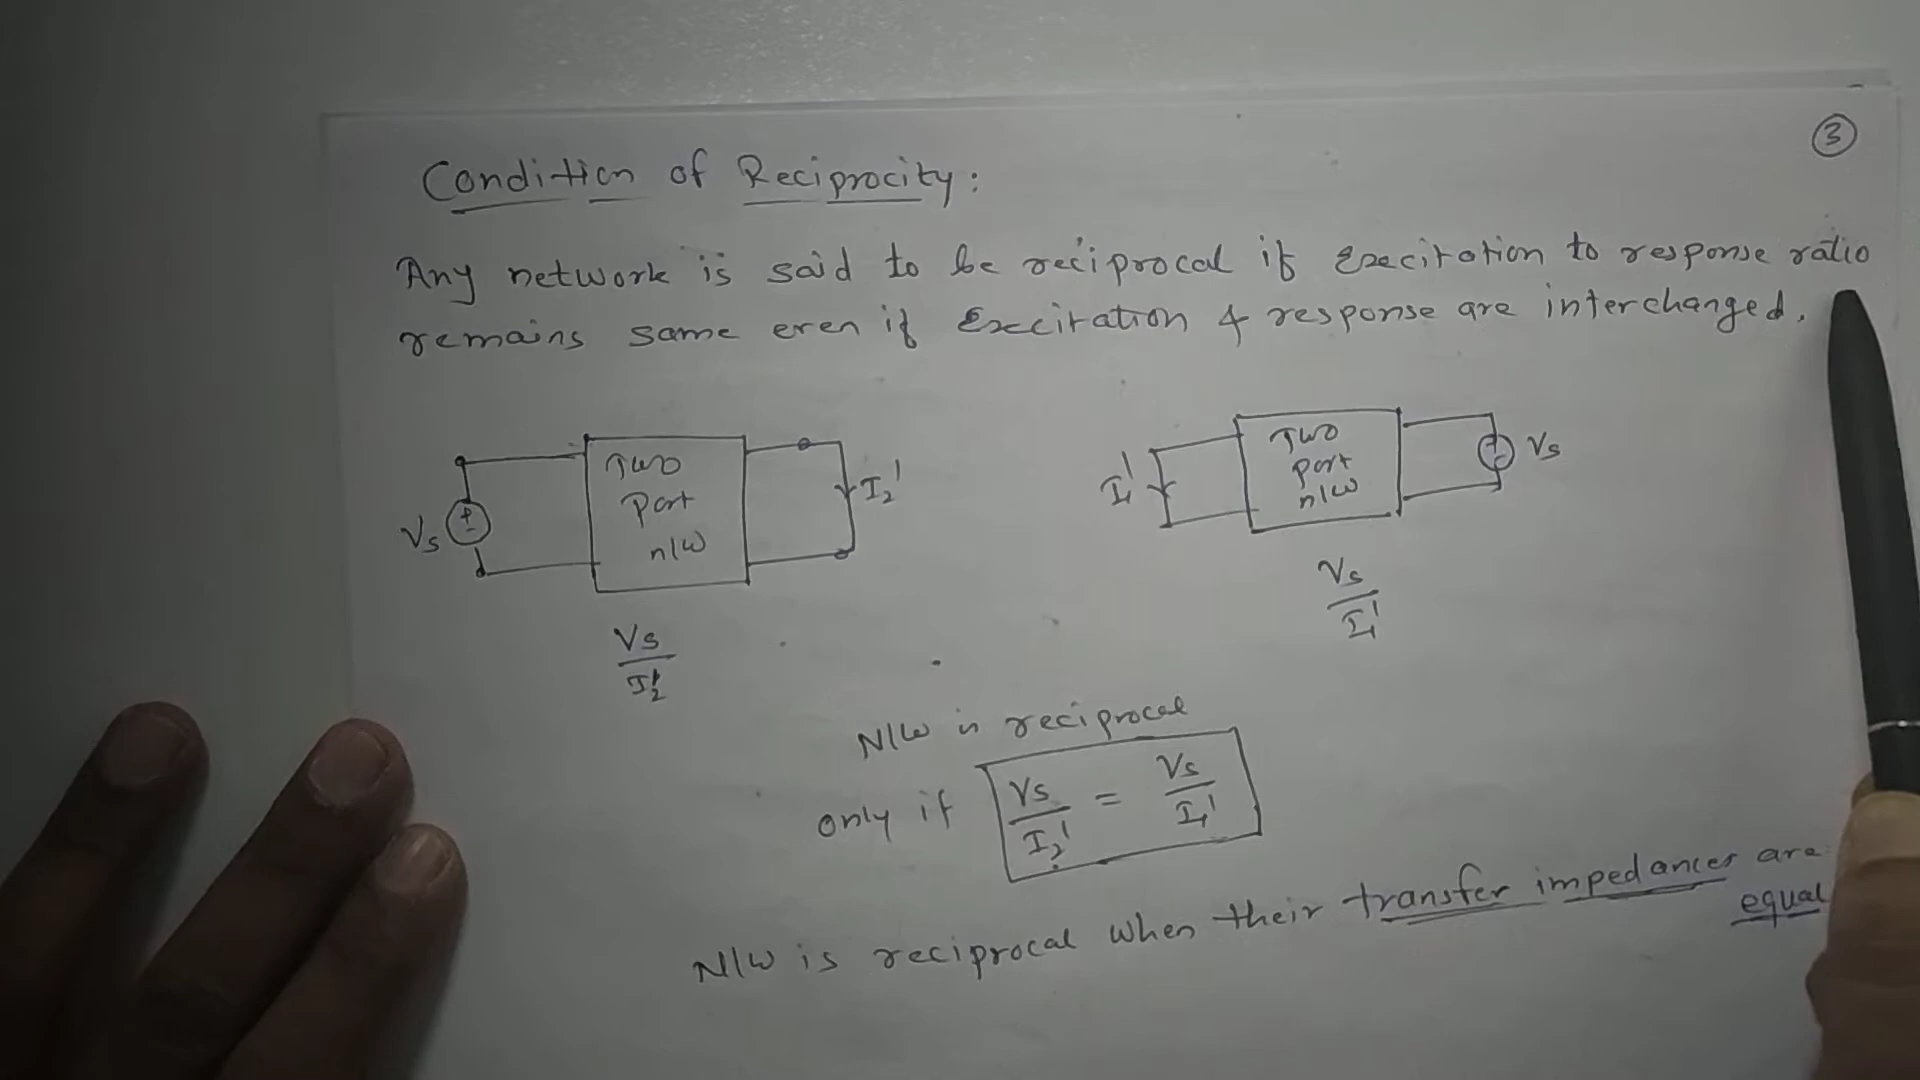 3
Condition of Reciprocity:
Any network is said to be reciprocal if Excitation to response ratio
remains same even if Excitation & response are interchanged.
Vs
+
-
Two
Port
n/w
I2'
Vs
I2'
I1'
Two
port
n/w
+
-
Vs
Vs
I1'
N/W is reciprocal
only if Vs/I2' = Vs/I1'
N/W is reciprocal when their transfer impedances are
equal